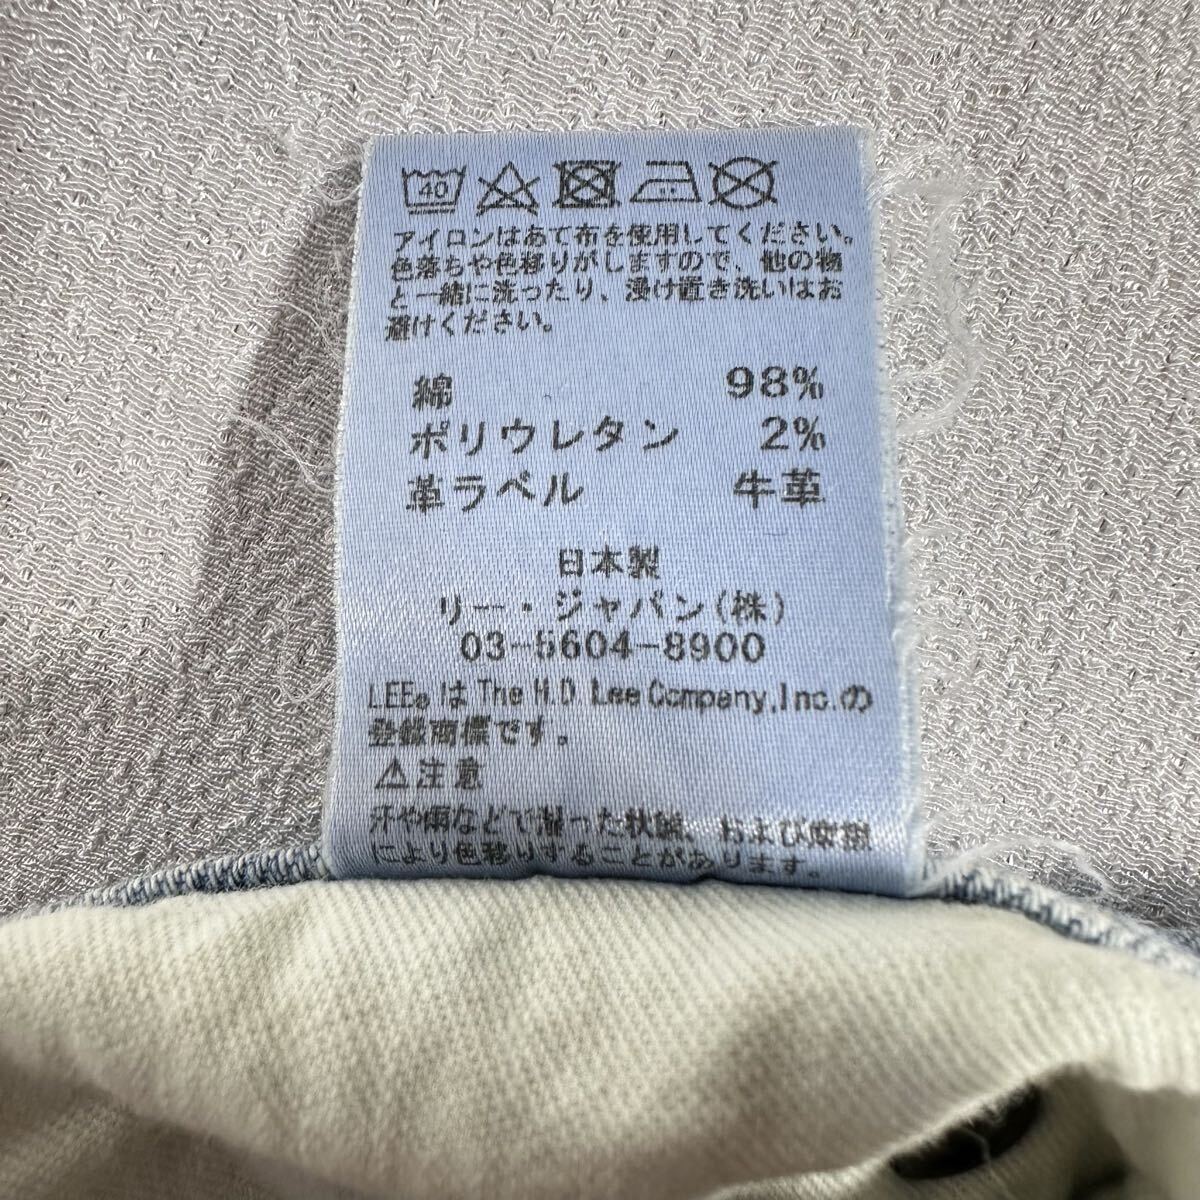 40
アイロンはあて布を使用してください。
色落ちや色移りがしますので、他の物
と一緒に洗ったり、浸け置き洗いはお
避けください。
綿 98%
ポリウレタン 2%
革ラベル 牛革
日本製
リー・ジャパン(株)
03-5604-8900
LEE® は The H.D. Lee Company,Inc.の
登録商標です。
⚠注意
汗や雨などで湿った状態、および摩擦
により色移りすることがあります。